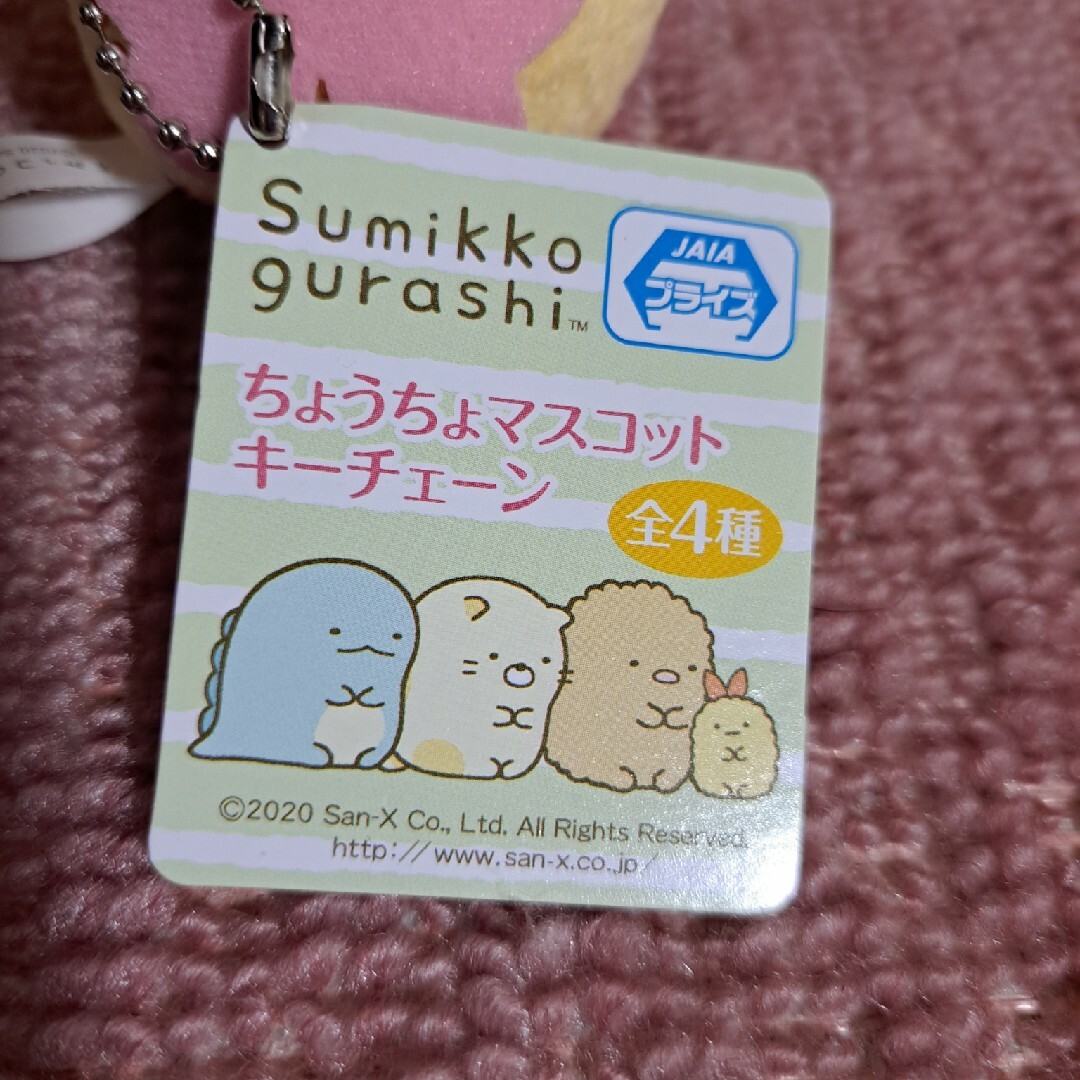 Sumikko
gurashi™
JAIA
プライズ
ちょうちょマスコット
キーチェーン
全4種
©2020 San-X Co., Ltd. All Rights Reserved.
http://www.san-x.co.jp/